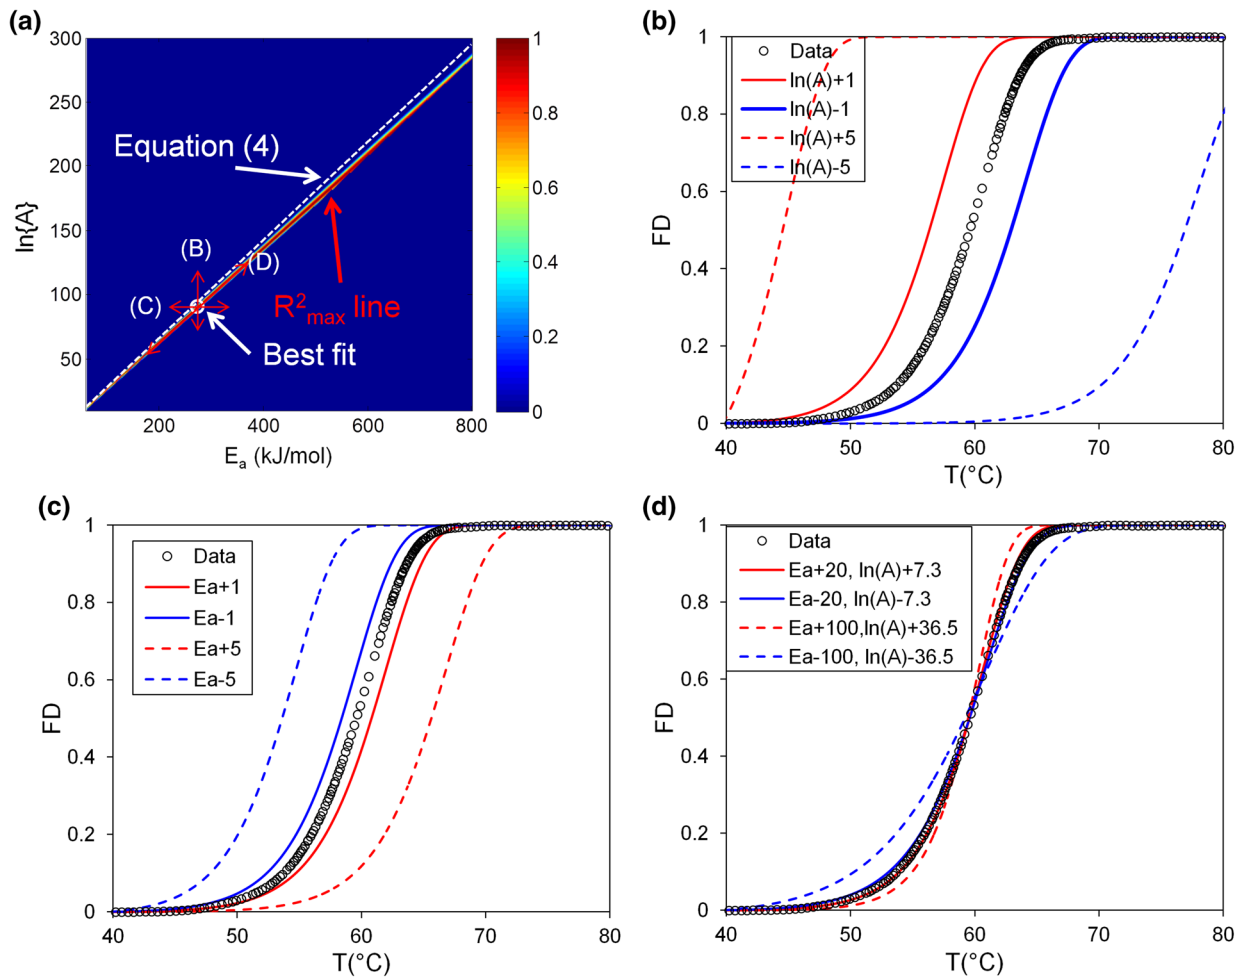 (a)
300
250
200
150
100
50
ln{A}
Equation (4)
(B)
(D)
(C)
R²max line
Best fit
200
400
600
800
Ea (kJ/mol)
1
0.8
0.6
0.4
0.2
0
(b)
1
0.8
0.6
0.4
0.2
0
FD
Data
ln(A)+1
ln(A)-1
ln(A)+5
ln(A)-5
40
50
60
70
80
T(°C)
(c)
1
0.8
0.6
0.4
0.2
0
FD
Data
Ea+1
Ea-1
Ea+5
Ea-5
40
50
60
70
80
T(°C)
(d)
1
0.8
0.6
0.4
0.2
0
FD
Data
Ea+20, ln(A)+7.3
Ea-20, ln(A)-7.3
Ea+100,ln(A)+36.5
Ea-100, ln(A)-36.5
40
50
60
70
80
T(°C)